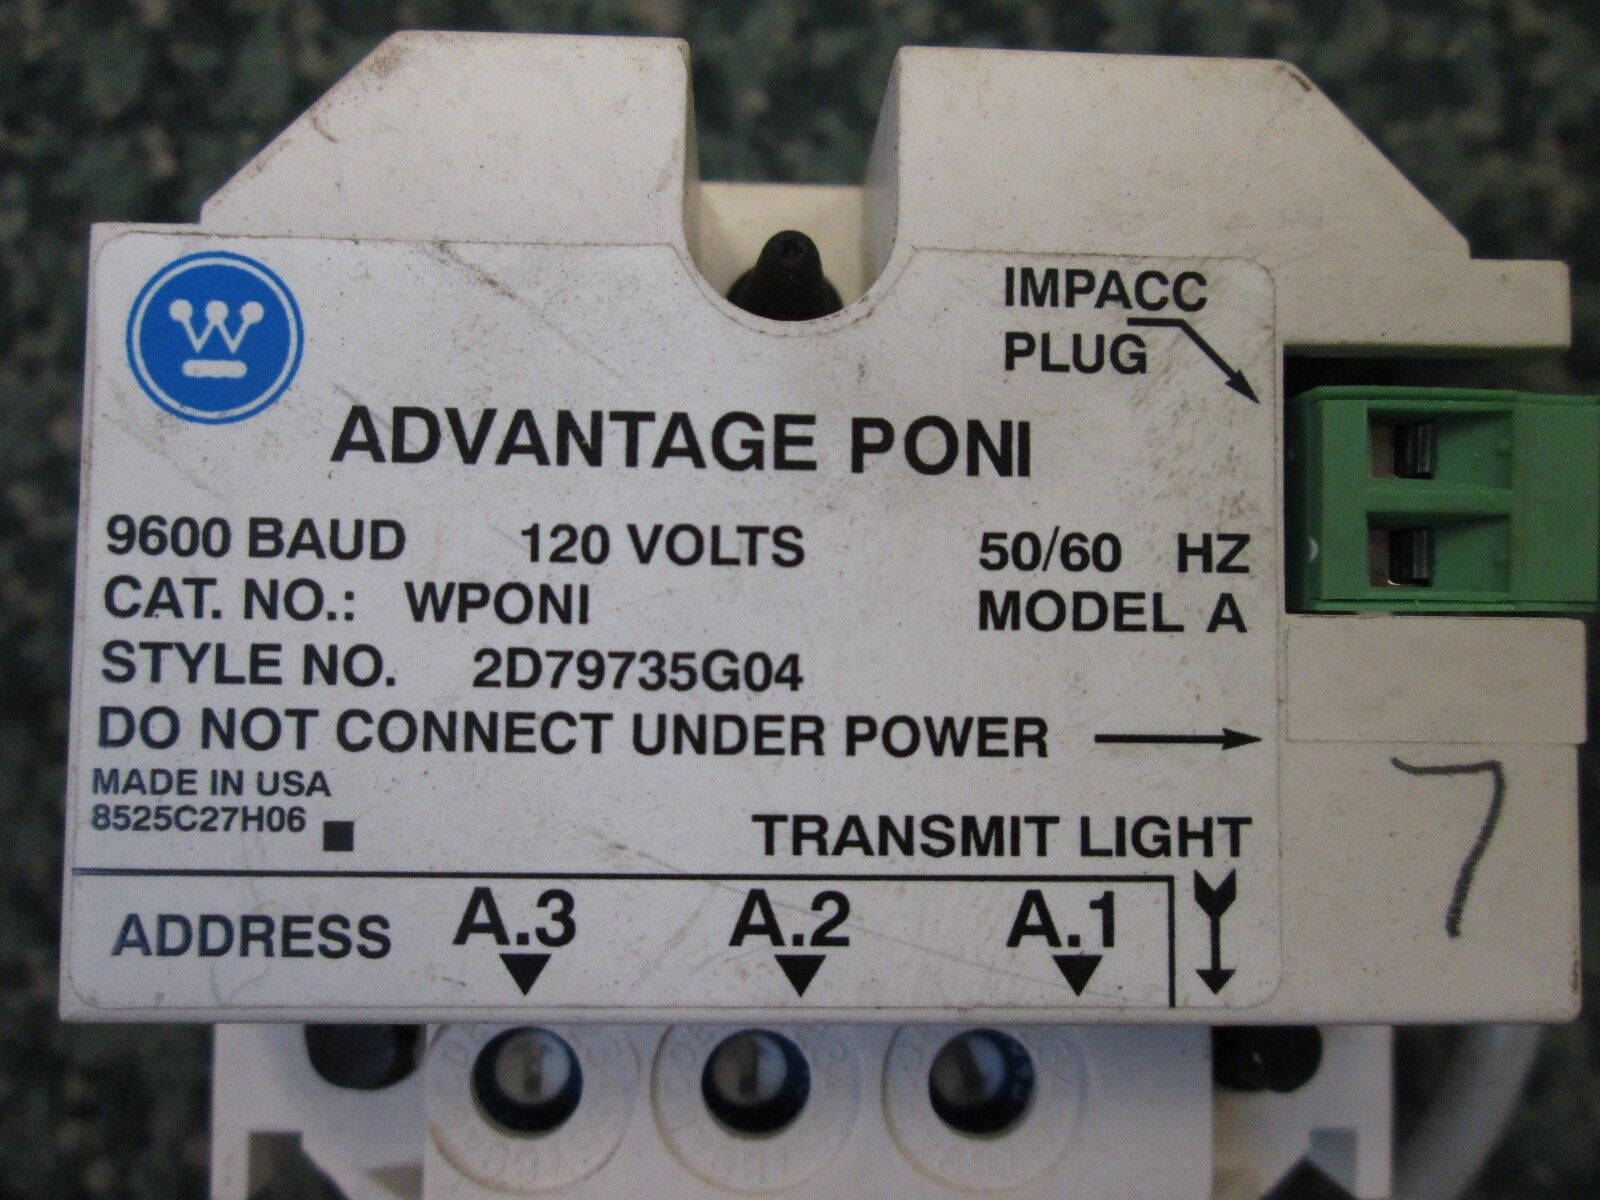 W
IMPACC
PLUG
ADVANTAGE PONI
9600 BAUD 120 VOLTS 50/60 HZ
CAT. NO.: WPONI MODEL A
STYLE NO. 2D79735G04
DO NOT CONNECT UNDER POWER
MADE IN USA
8525C27H06
TRANSMIT LIGHT
ADDRESS A.3 A.2 A.1
7